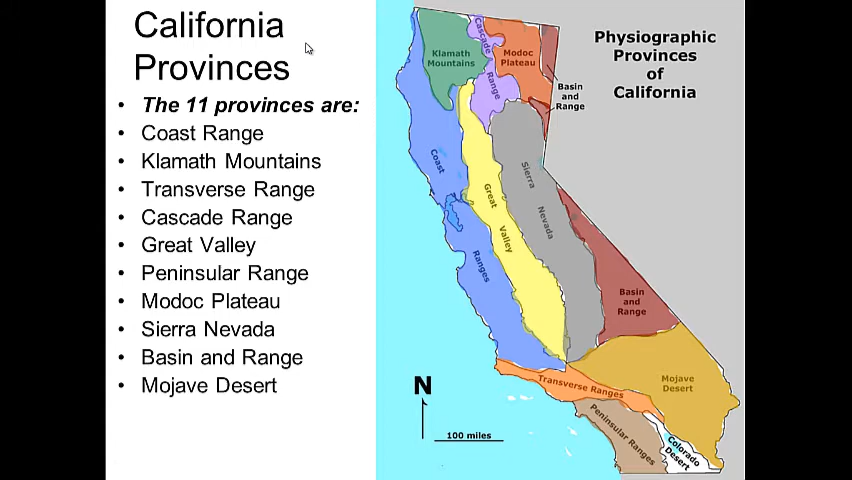 California
Provinces
• The 11 provinces are:
• Coast Range
• Klamath Mountains
• Transverse Range
• Cascade Range
• Great Valley
• Peninsular Range
• Modoc Plateau
• Sierra Nevada
• Basin and Range
• Mojave Desert
Physiographic
Provinces
of
California
Klamath
Mountains
Cascade
Range
Modoc
Plateau
Basin
and
Range
Coast
Ranges
Great
Valley
Sierra
Nevada
Basin
and
Range
Mojave
Desert
Transverse Ranges
Peninsular Ranges
Colorado
Desert
N
100 miles